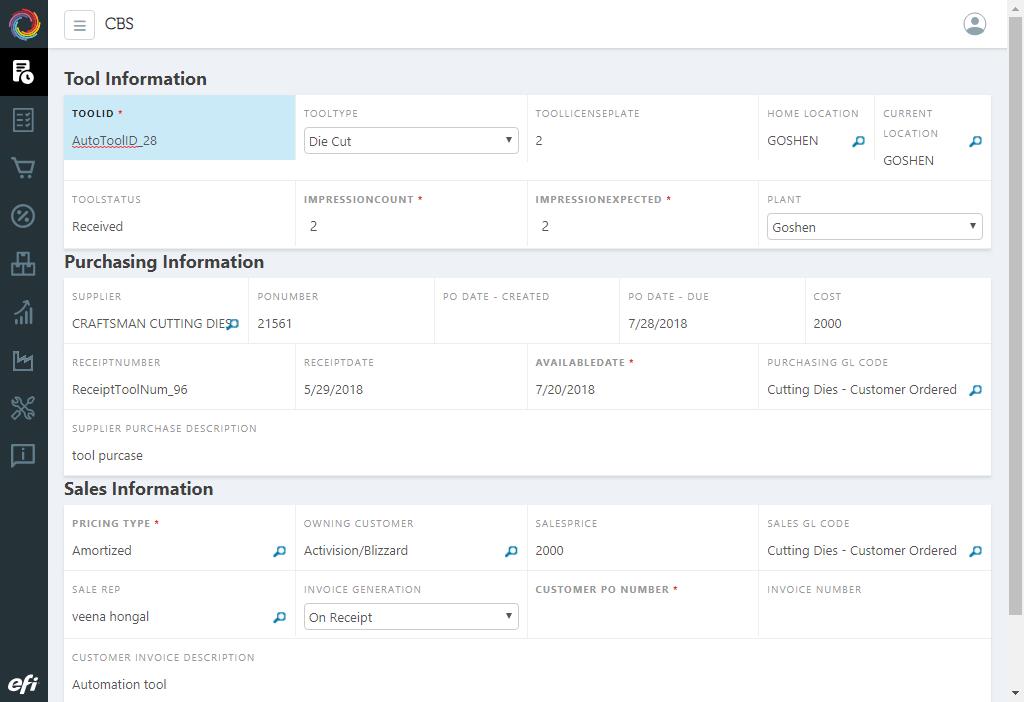 CBS
Tool Information
TOOLID *
AutoToolID_28
TOOLTYPE
Die Cut
TOOLLICENSEPLATE
2
HOME LOCATION
GOSHEN
CURRENT
LOCATION
GOSHEN
TOOLSTATUS
Received
IMPRESSIONCOUNT *
2
IMPRESSIONEXPECTED *
2
PLANT
Goshen
Purchasing Information
SUPPLIER
CRAFTSMAN CUTTING DIES
PONUMBER
21561
PO DATE - CREATED
PO DATE - DUE
7/28/2018
COST
2000
RECEIPTNUMBER
ReceiptToolNum_96
RECEIPTDATE
5/29/2018
AVAILABLEDATE *
7/20/2018
PURCHASING GL CODE
Cutting Dies - Customer Ordered
SUPPLIER PURCHASE DESCRIPTION
tool purcase
Sales Information
PRICING TYPE *
Amortized
OWNING CUSTOMER
Activision/Blizzard
SALESPRICE
2000
SALES GL CODE
Cutting Dies - Customer Ordered
SALE REP
veena hongal
INVOICE GENERATION
On Receipt
CUSTOMER PO NUMBER *
INVOICE NUMBER
CUSTOMER INVOICE DESCRIPTION
Automation tool
efi